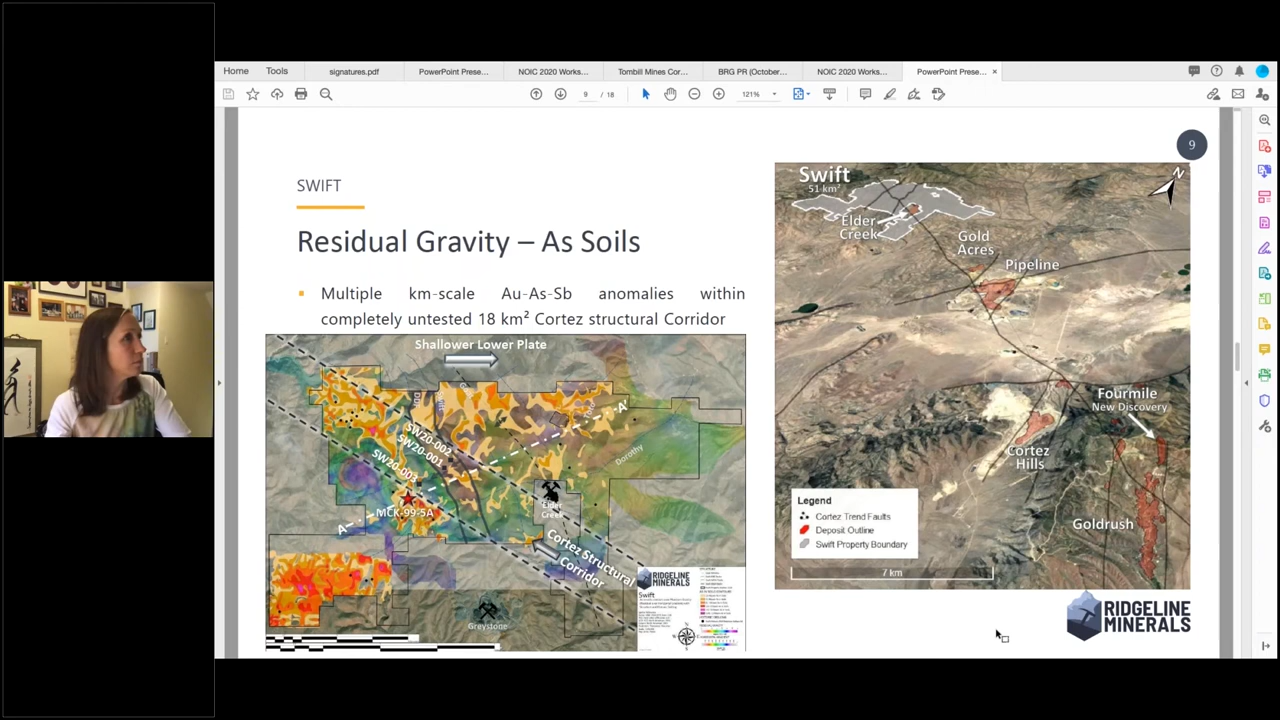 Home
Tools
signatures.pdf
PowerPoint Prese...
NOIC 2020 Works...
Tombill Mines Cor...
BRG PR (October...
NOIC 2020 Works...
PowerPoint Prese...
9 / 18
121%
9
SWIFT
Residual Gravity – As Soils
Multiple km-scale Au-As-Sb anomalies within
completely untested 18 km² Cortez structural Corridor
Shallower Lower Plate
SW20-002
SW20-001
SW20-003
MCK-99-5A
A
A'
Dorothy
Elder
Creek
Cortez Structural
Corridor
Greystone
RIDGELINE
MINERALS
Swift
Swift
51 km²
N
Elder
Creek
Gold
Acres
Pipeline
Fourmile
New Discovery
Cortez
Hills
Goldrush
Legend
Cortez Trend Faults
Deposit Outline
Swift Property Boundary
7 km
RIDGELINE
MINERALS